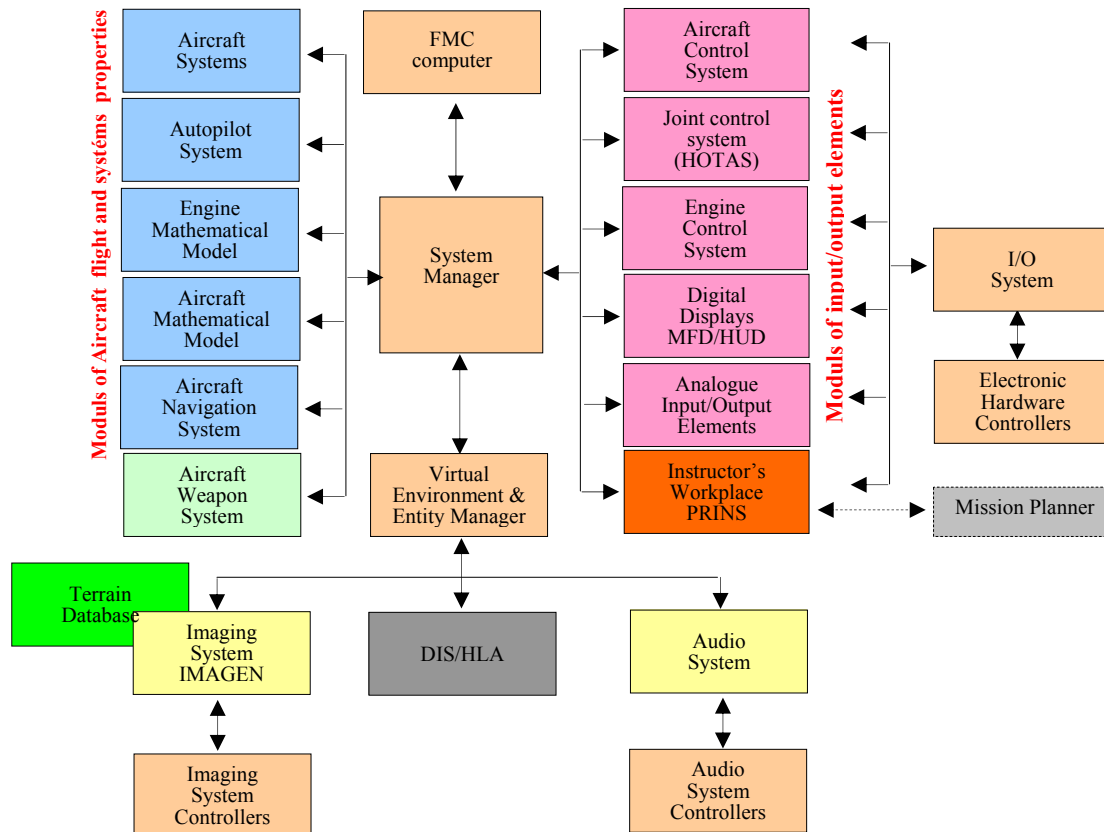 Moduls of Aircraft flight and systéms properties
Aircraft
Systems
Autopilot
System
Engine
Mathematical
Model
Aircraft
Mathematical
Model
Aircraft
Navigation
System
Aircraft
Weapon
System
FMC
computer
System
Manager
Virtual
Environment &
Entity Manager
Aircraft
Control
System
Joint control
system
(HOTAS)
Engine
Control
System
Digital
Displays
MFD/HUD
Analogue
Input/Output
Elements
Instructor's
Workplace
PRINS
Moduls of input/output elements
I/O
System
Electronic
Hardware
Controllers
Mission Planner
Terrain
Database
Imaging
System
IMAGEN
DIS/HLA
Audio
System
Imaging
System
Controllers
Audio
System
Controllers